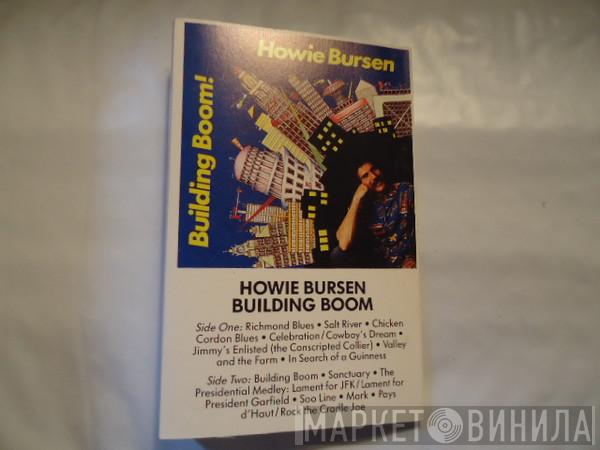 Howie Bursen
Building Boom!
HOWIE BURSEN
BUILDING BOOM
Side One: Richmond Blues • Salt River • Chicken
Cordon Blues • Celebration/Cowboy's Dream •
Jimmy's Enlisted (the Conscripted Collier) • Valley
and the Farm • In Search of a Guinness
Side Two: Building Boom • Sanctuary • The
Presidential Medley: Lament for JFK/Lament for
President Garfield • Soo Line • Mark • Pays
d'Haut/Rock the Cradle Joe
МАРКЕТ ВИНИЛА